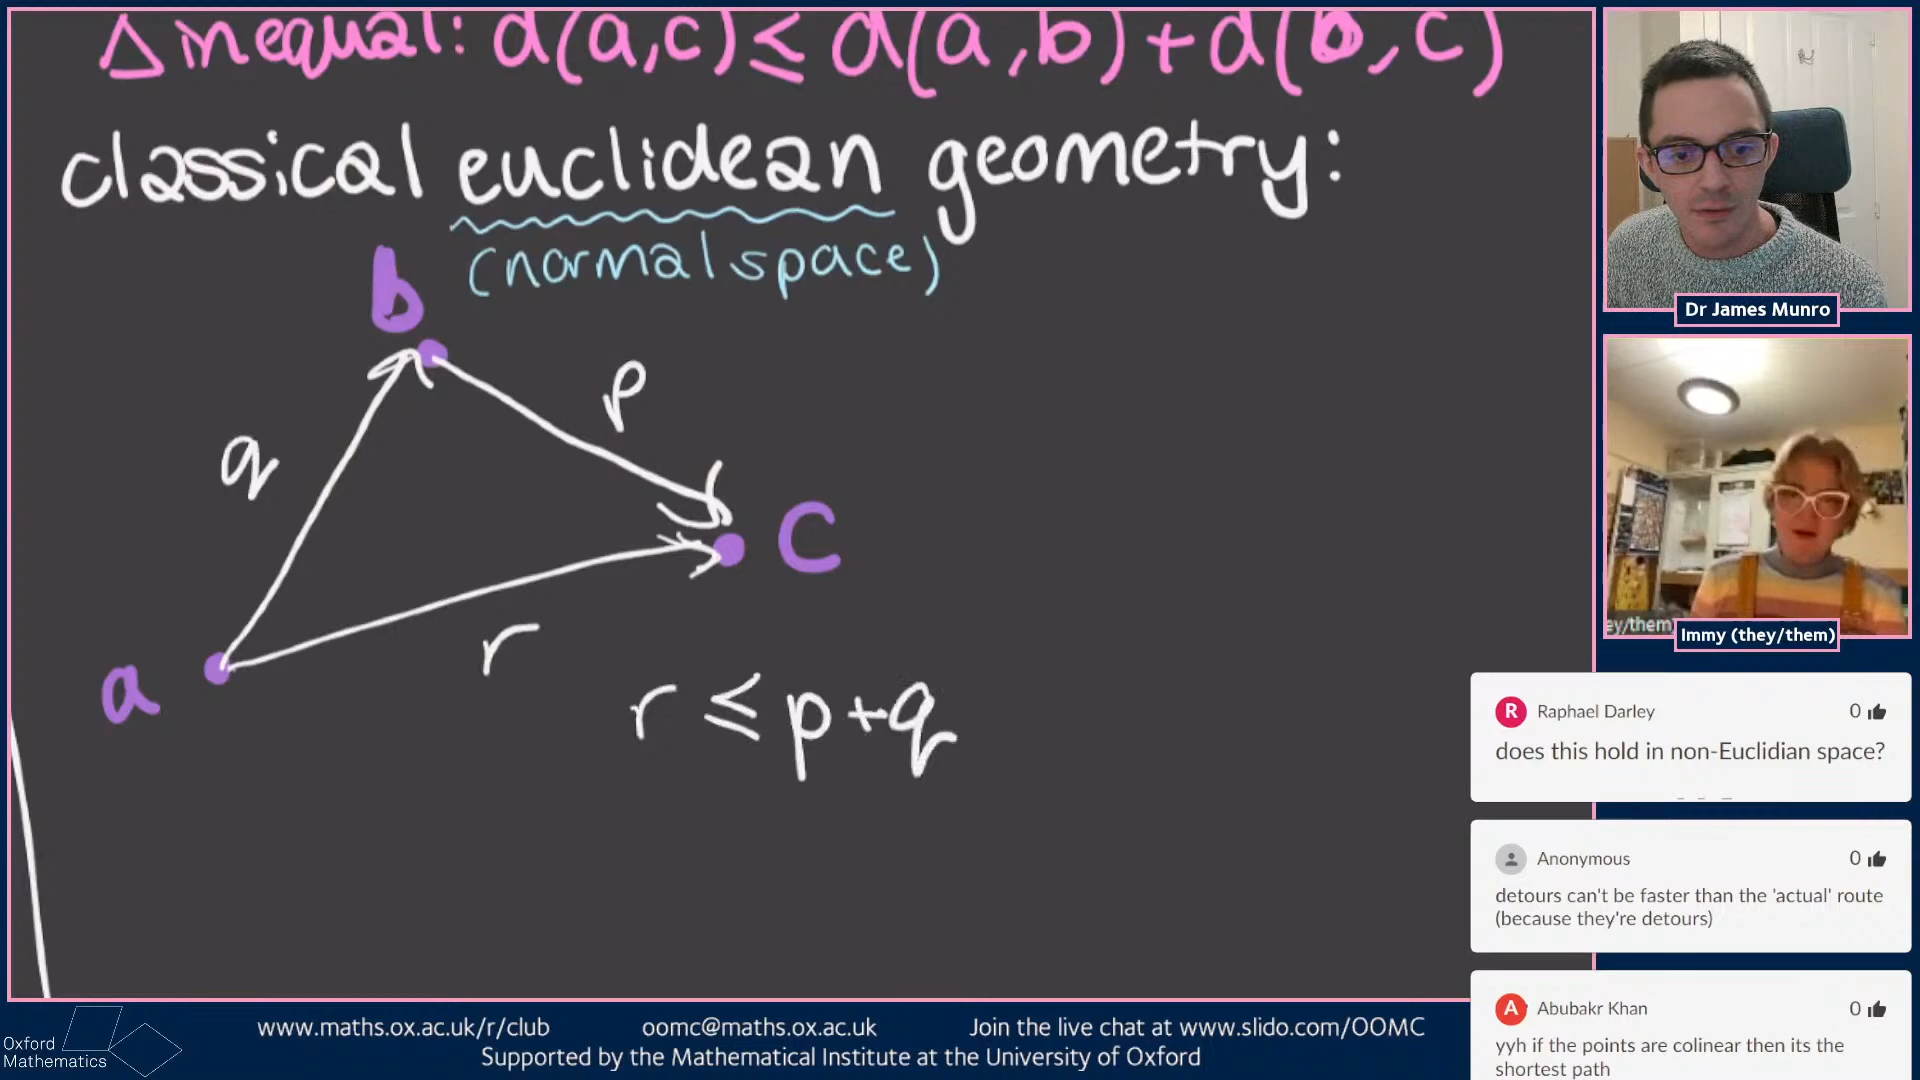 Δ inequal: d(a,c) ≤ d(a,b) + d(b,c)
classical euclidean geometry:
(normal space)
b
p
q
c
r
a
r ≤ p+q
Dr James Munro
ey/them)
Immy (they/them)
R Raphael Darley 0
does this hold in non-Euclidian space?
Anonymous 0
detours can't be faster than the 'actual' route
(because they're detours)
A Abubakr Khan 0
yyh if the points are colinear then its the
shortest path
Oxford
Mathematics
www.maths.ox.ac.uk/r/club oomc@maths.ox.ac.uk Join the live chat at www.slido.com/OOMC
Supported by the Mathematical Institute at the University of Oxford